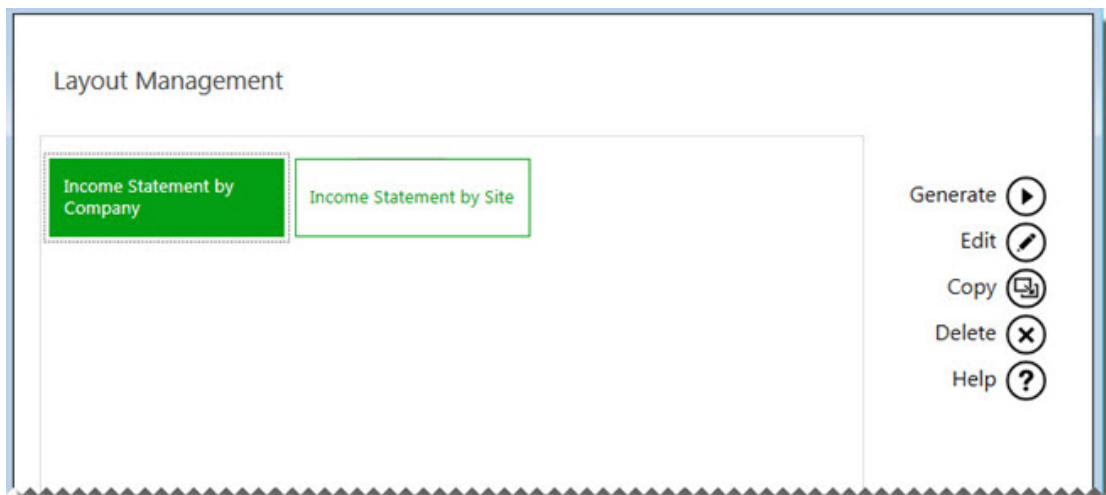 Layout Management
Income Statement by
Company
Income Statement by Site
Generate
Edit
Copy
Delete
Help